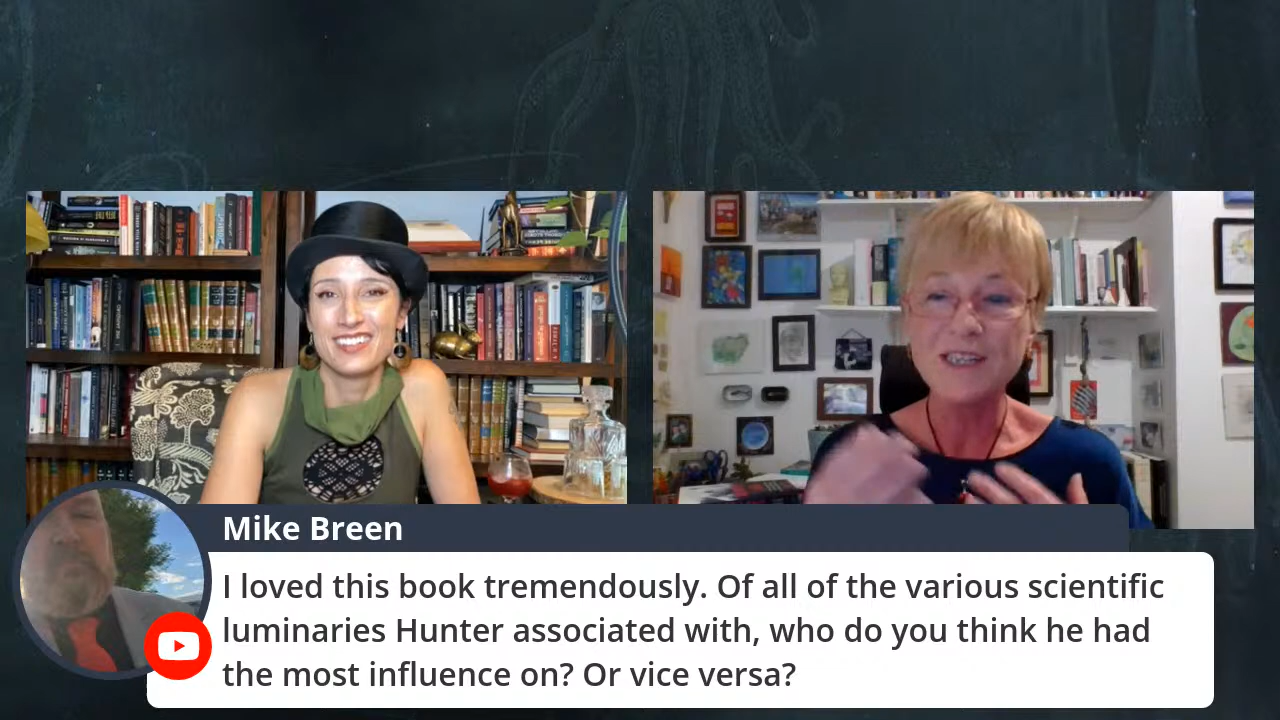 Mike Breen
I loved this book tremendously. Of all of the various scientific
luminaries Hunter associated with, who do you think he had
the most influence on? Or vice versa?